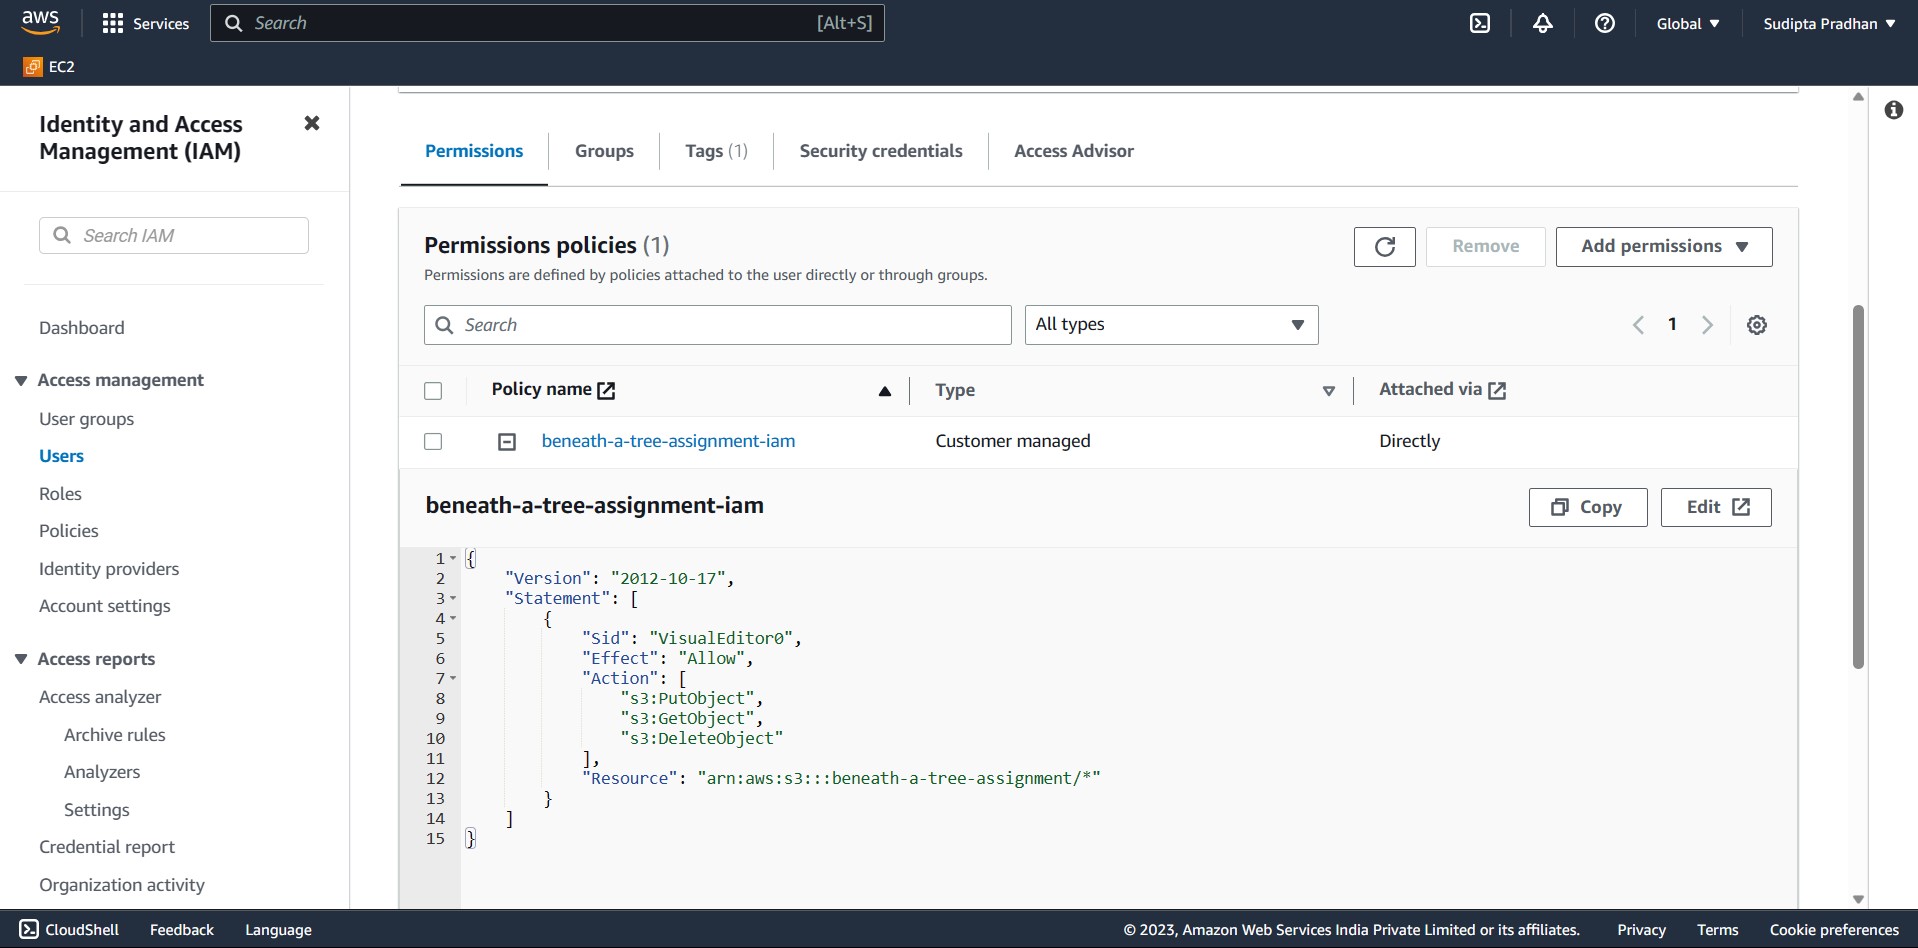 aws
Services
Search
[Alt+S]
Global
Sudipta Pradhan
EC2
Identity and Access
Management (IAM)
Search IAM
Dashboard
Access management
User groups
Users
Roles
Policies
Identity providers
Account settings
Access reports
Access analyzer
Archive rules
Analyzers
Settings
Credential report
Organization activity
Permissions
Groups
Tags (1)
Security credentials
Access Advisor
Permissions policies (1)
Permissions are defined by policies attached to the user directly or through groups.
Remove
Add permissions
Search
All types
1
Policy name
Type
Attached via
beneath-a-tree-assignment-iam
Customer managed
Directly
beneath-a-tree-assignment-iam
Copy
Edit
1 {
2 "Version": "2012-10-17",
3 "Statement": [
4 {
5 "Sid": "VisualEditor0",
6 "Effect": "Allow",
7 "Action": [
8 "s3:PutObject",
9 "s3:GetObject",
10 "s3:DeleteObject"
11 ],
12 "Resource": "arn:aws:s3:::beneath-a-tree-assignment/*"
13 }
14 ]
15 }
CloudShell
Feedback
Language
© 2023, Amazon Web Services India Private Limited or its affiliates.
Privacy
Terms
Cookie preferences